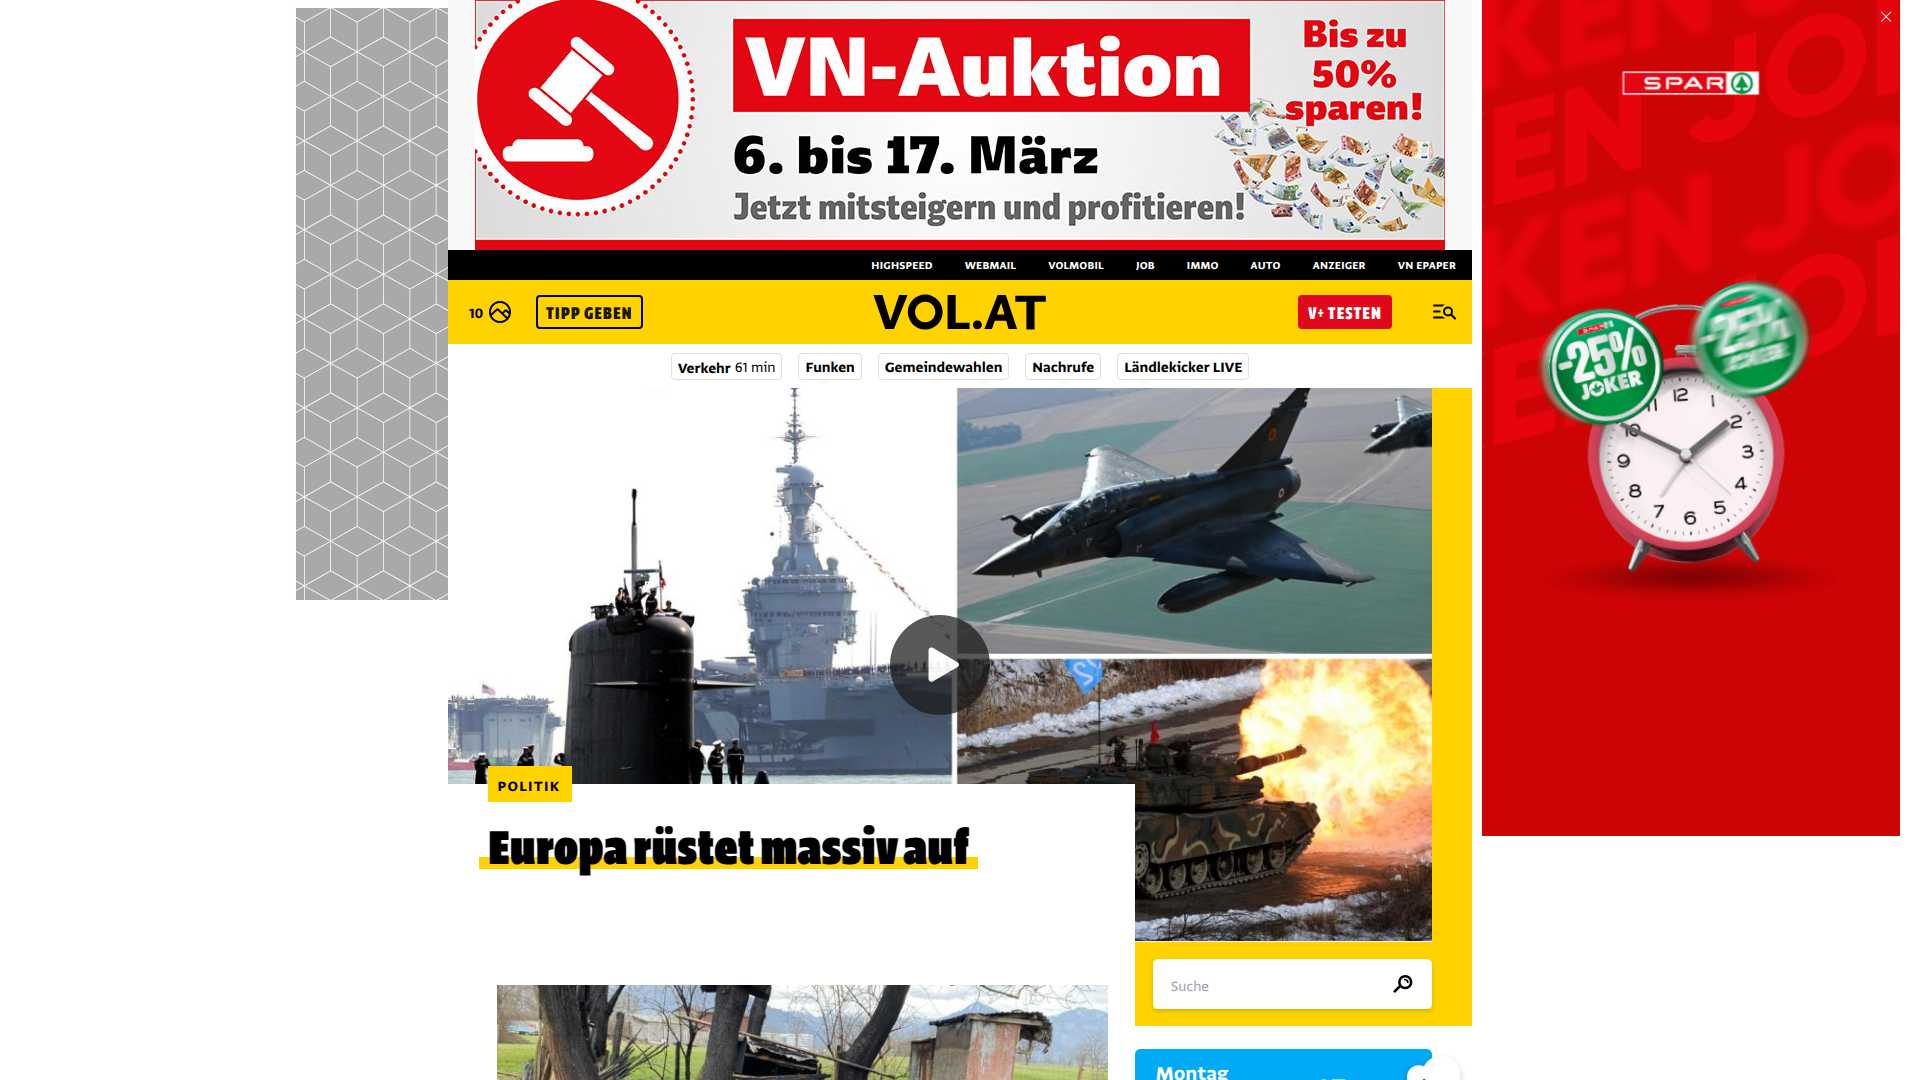 VN-Auktion
Bis zu
50%
sparen!
6. bis 17. März
Jetzt mitsteigern und profitieren!
SPAR
HIGHSPEED WEBMAIL VOLMOBIL JOB IMMO AUTO ANZEIGER VN EPAPER
10 TIPP GEBEN VOL.AT V+ TESTEN
Verkehr 61 min Funken Gemeindewahlen Nachrufe Ländlekicker LIVE
-25%
JOKER
-25%
JOKER
12
1
2
3
4
5
6
7
8
9
10
11
POLITIK
Europa rüstet massiv auf
Suche
Montag